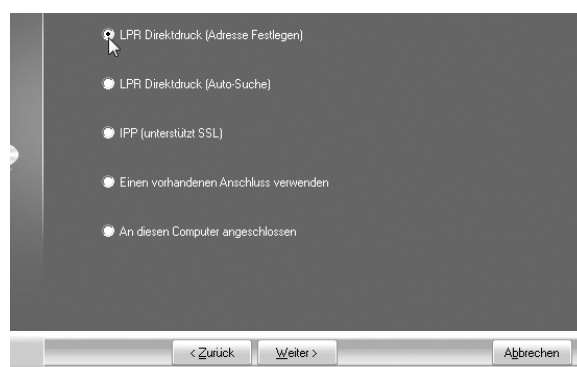 LPR Direktdruck (Adresse Festlegen)
LPR Direktdruck (Auto-Suche)
IPP (unterstützt SSL)
Einen vorhandenen Anschluss verwenden
An diesen Computer angeschlossen
< Zurück Weiter > Abbrechen